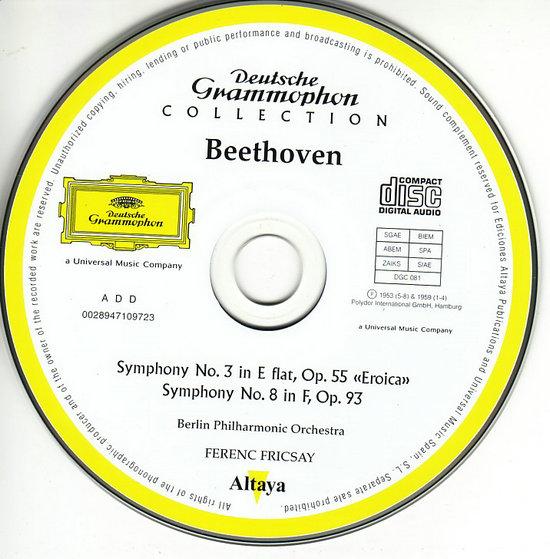 Deutsche
Grammophon
COLLECTION
Beethoven
Deutsche
Grammophon
a Universal Music Company
A D D
0028947109723
COMPACT
disc
DIGITAL AUDIO
SGAE BIEM
ABEM SPA
ZAIKS SIAE
DGC 081
Ⓟ 1953 (5-8) & 1959 (1-4)
Polydor International GmbH, Hamburg
a Universal Music Company
Symphony No. 3 in E flat, Op. 55 «Eroica»
Symphony No. 8 in F, Op. 93
Berlin Philharmonic Orchestra
FERENC FRICSAY
Altaya
All rights of the phonographic producer and of the owner of the recorded work are reserved. Unauthorized copying, hiring, lending or public performance and broadcasting is prohibited. Sound complement reserved for Ediciones Altaya Publications and Universal Music Spain, S.L. Separate sale prohibited.